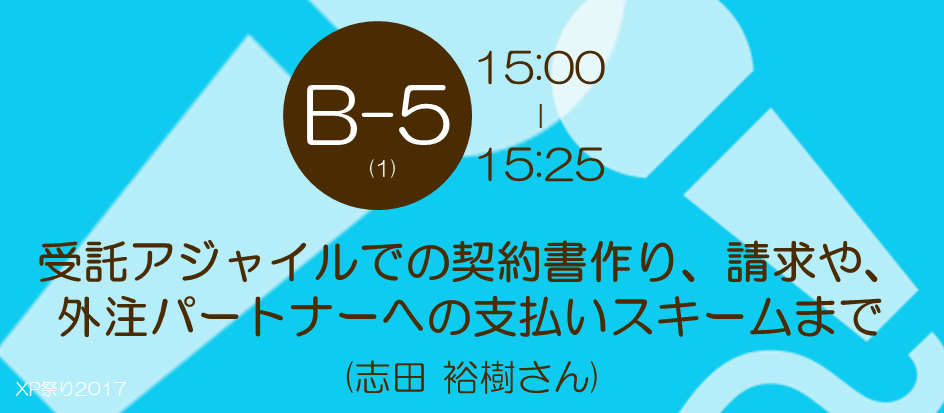 B-5
(1)
15:00
|
15:25
受託アジャイルでの契約書作り、請求や、
外注パートナーへの支払いスキームまで
(志田 裕樹さん)
XP祭り2017